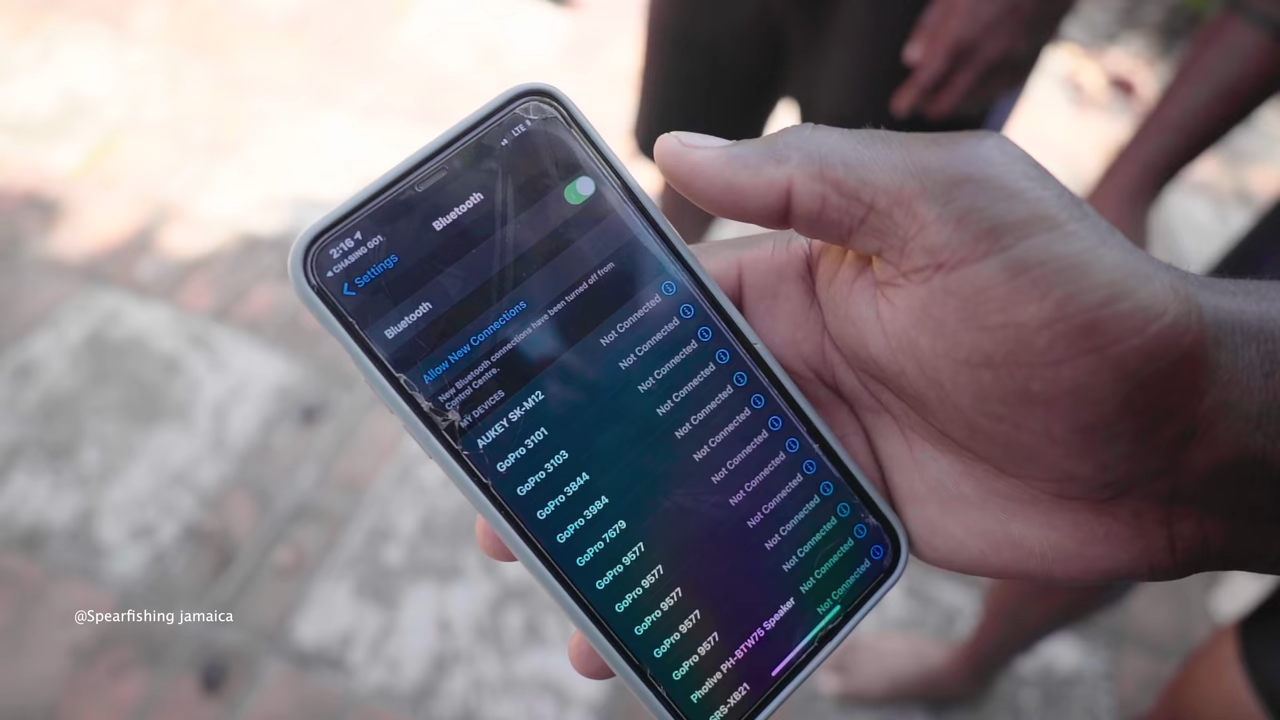 2:16
LTE
◀ CHASING 001
Settings
Bluetooth
Bluetooth
Allow New Connections
New Bluetooth connections have been turned off from
Control Centre.
MY DEVICES
AUKEY SK-M12 Not Connected
GoPro 3101 Not Connected
GoPro 3103 Not Connected
GoPro 3844 Not Connected
GoPro 3984 Not Connected
GoPro 7679 Not Connected
GoPro 9577 Not Connected
GoPro 9577 Not Connected
GoPro 9577 Not Connected
GoPro 9577 Not Connected
GoPro 9577 Not Connected
Photive PH-BTW75 Speaker Not Connected
SRS-XB21 Not Connected
@Spearfishing jamaica